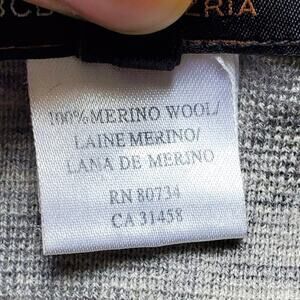 100% MERINO WOOL/
LAINE MERINO/
LANA DE MERINO
RN 80734
CA 31458